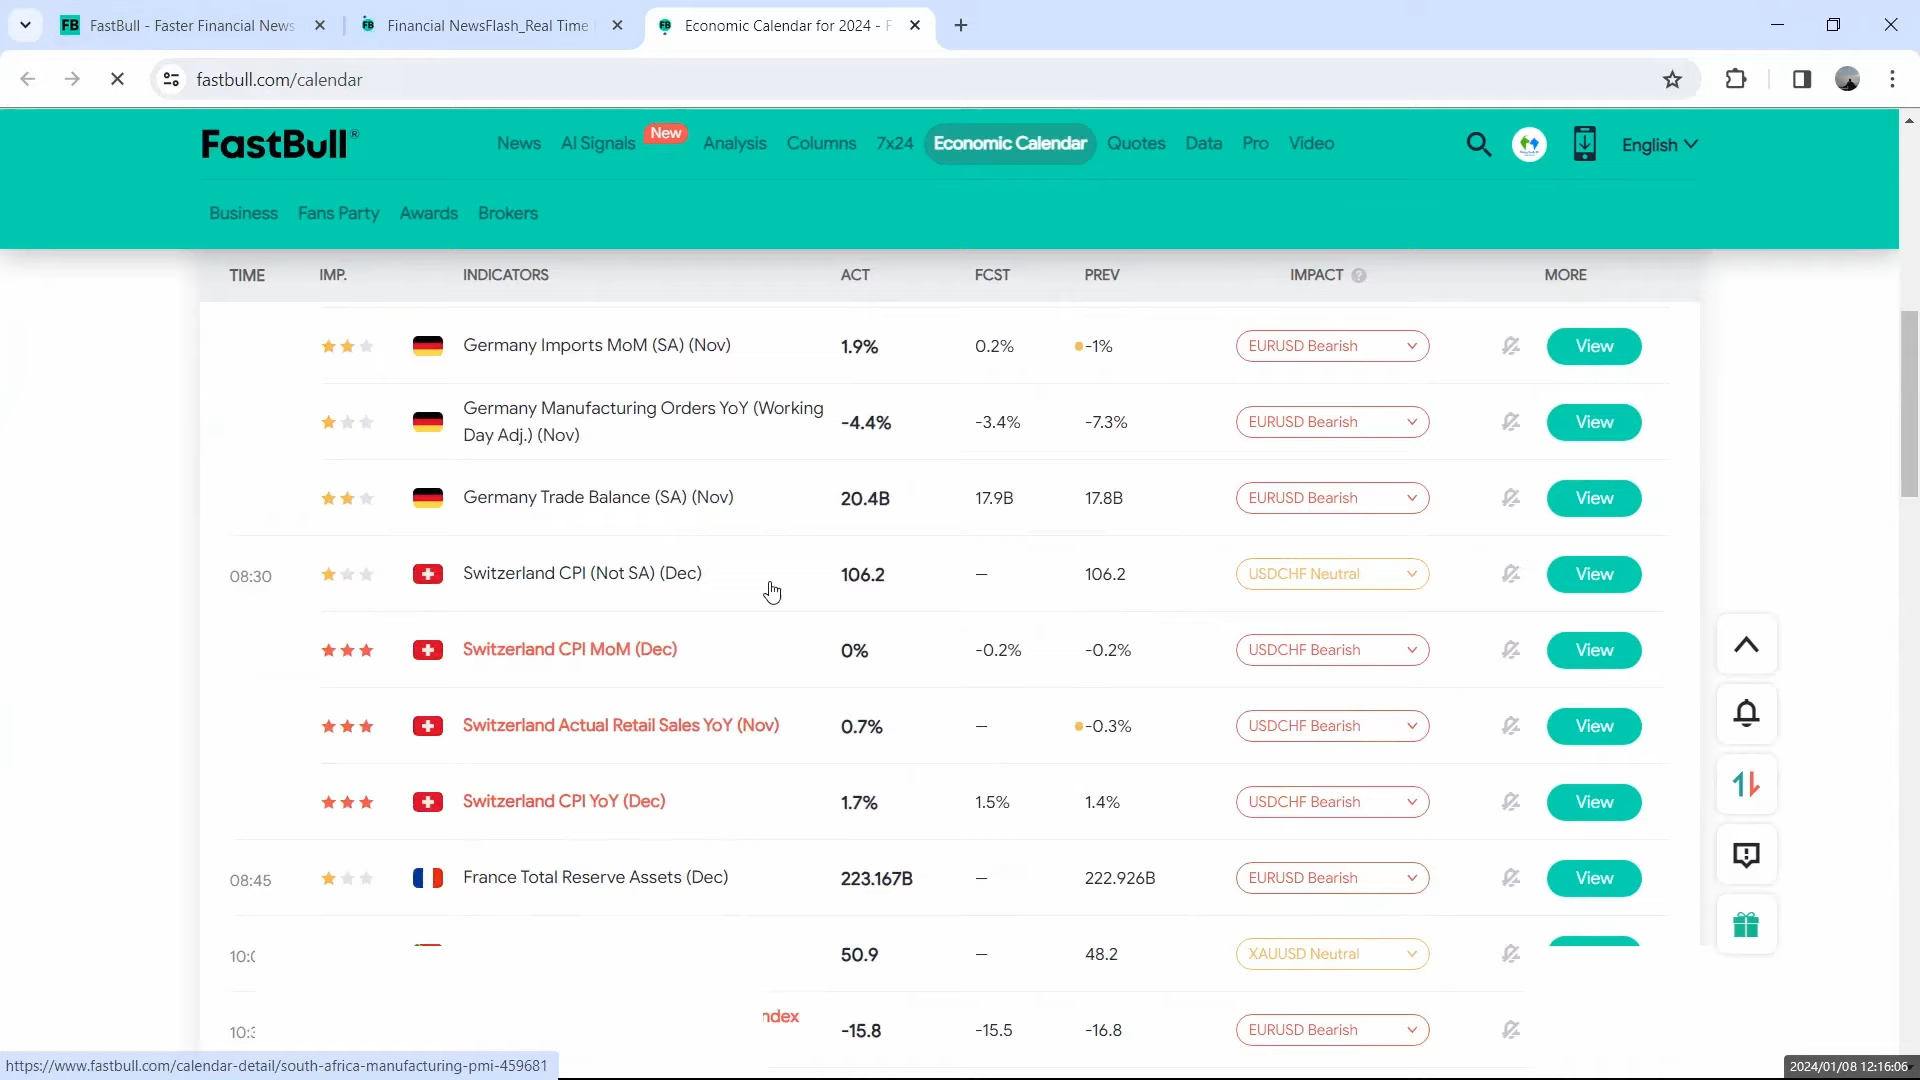 FB FastBull - Faster Financial News
Financial NewsFlash_Real Time
Economic Calendar for 2024 - F
fastbull.com/calendar
FastBull®
News AI Signals New Analysis Columns 7x24 Economic Calendar Quotes Data Pro Video
English
Business Fans Party Awards Brokers
TIME IMP. INDICATORS ACT FCST PREV IMPACT ? MORE
Germany Imports MoM (SA) (Nov) 1.9% 0.2% -1% EURUSD Bearish View
Germany Manufacturing Orders YoY (Working
Day Adj.) (Nov) -4.4% -3.4% -7.3% EURUSD Bearish View
Germany Trade Balance (SA) (Nov) 20.4B 17.9B 17.8B EURUSD Bearish View
08:30 Switzerland CPI (Not SA) (Dec) 106.2 — 106.2 USDCHF Neutral View
Switzerland CPI MoM (Dec) 0% -0.2% -0.2% USDCHF Bearish View
Switzerland Actual Retail Sales YoY (Nov) 0.7% — -0.3% USDCHF Bearish View
Switzerland CPI YoY (Dec) 1.7% 1.5% 1.4% USDCHF Bearish View
08:45 France Total Reserve Assets (Dec) 223.167B — 222.926B EURUSD Bearish View
50.9 — 48.2 XAUUSD Neutral
ndex -15.8 -15.5 -16.8 EURUSD Bearish
https://www.fastbull.com/calendar-detail/south-africa-manufacturing-pmi-459681
2024/01/08 12:16:06